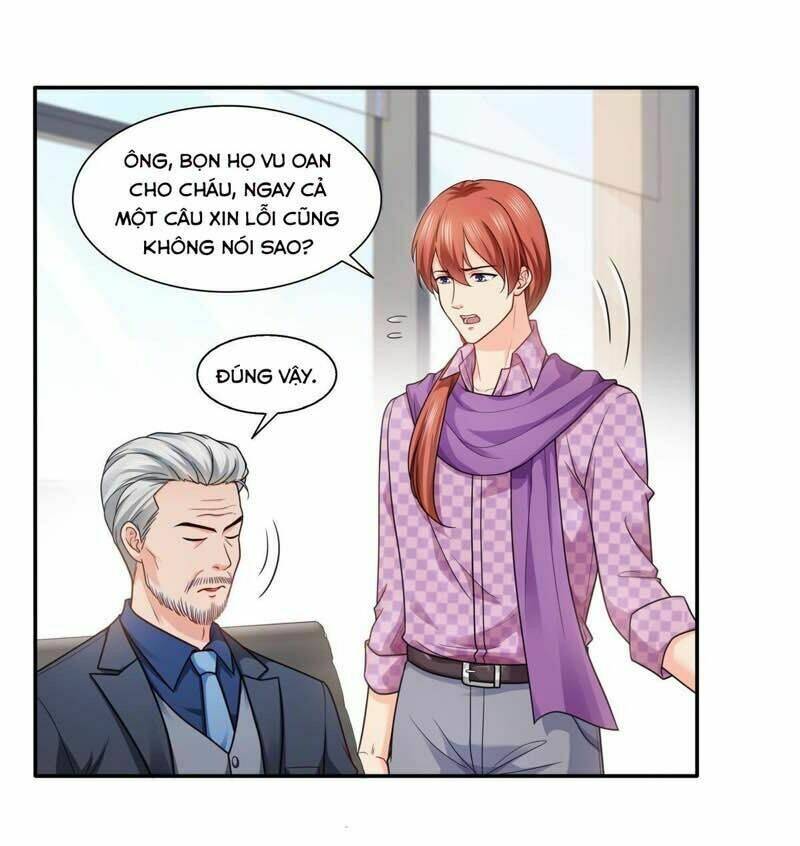 ÔNG, BỌN HỌ VU OAN
CHO CHÁU, NGAY CẢ
MỘT CÂU XIN LỖI CŨNG
KHÔNG NÓI SAO?
ĐÚNG VẬY.